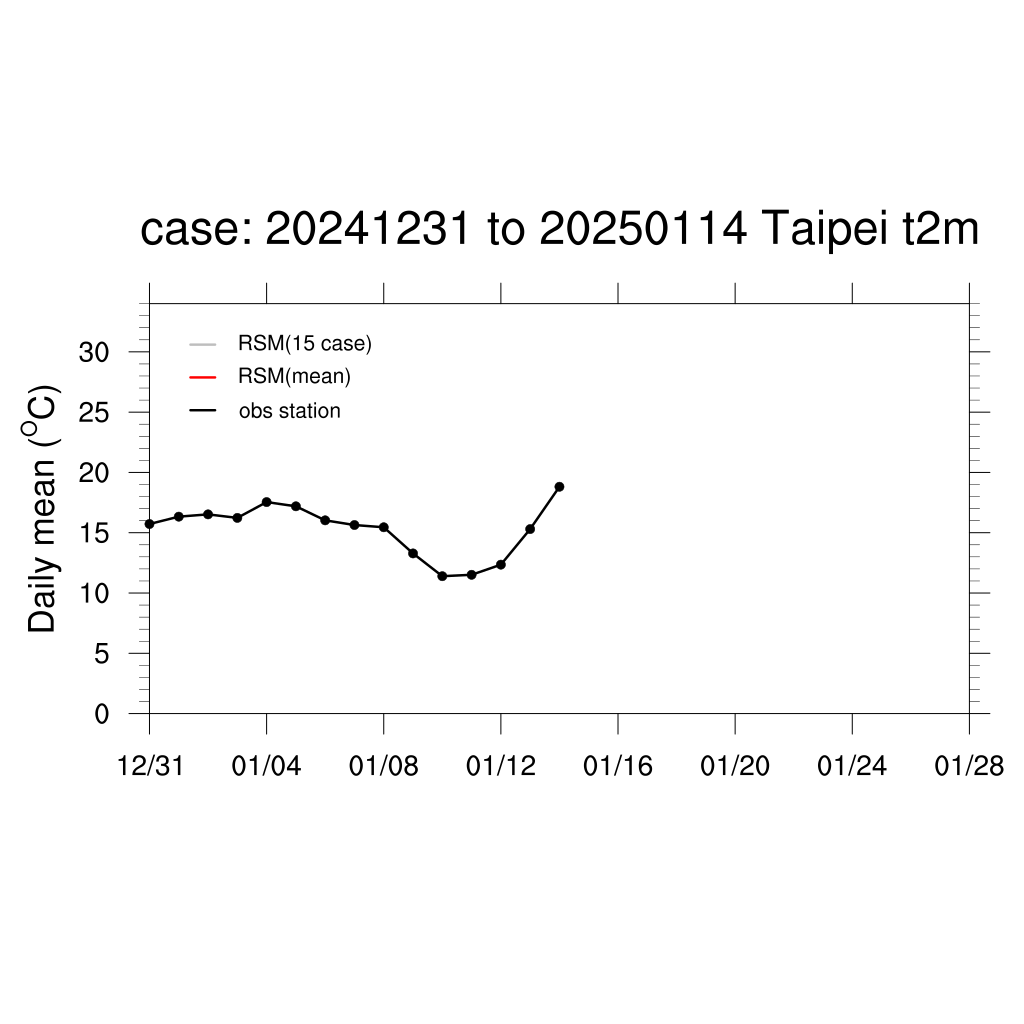 case: 20241231 to 20250114 Taipei t2m
RSM(15 case)
RSM(mean)
obs station
Daily mean (°C)
30
25
20
15
10
5
0
12/31 01/04 01/08 01/12 01/16 01/20 01/24 01/28